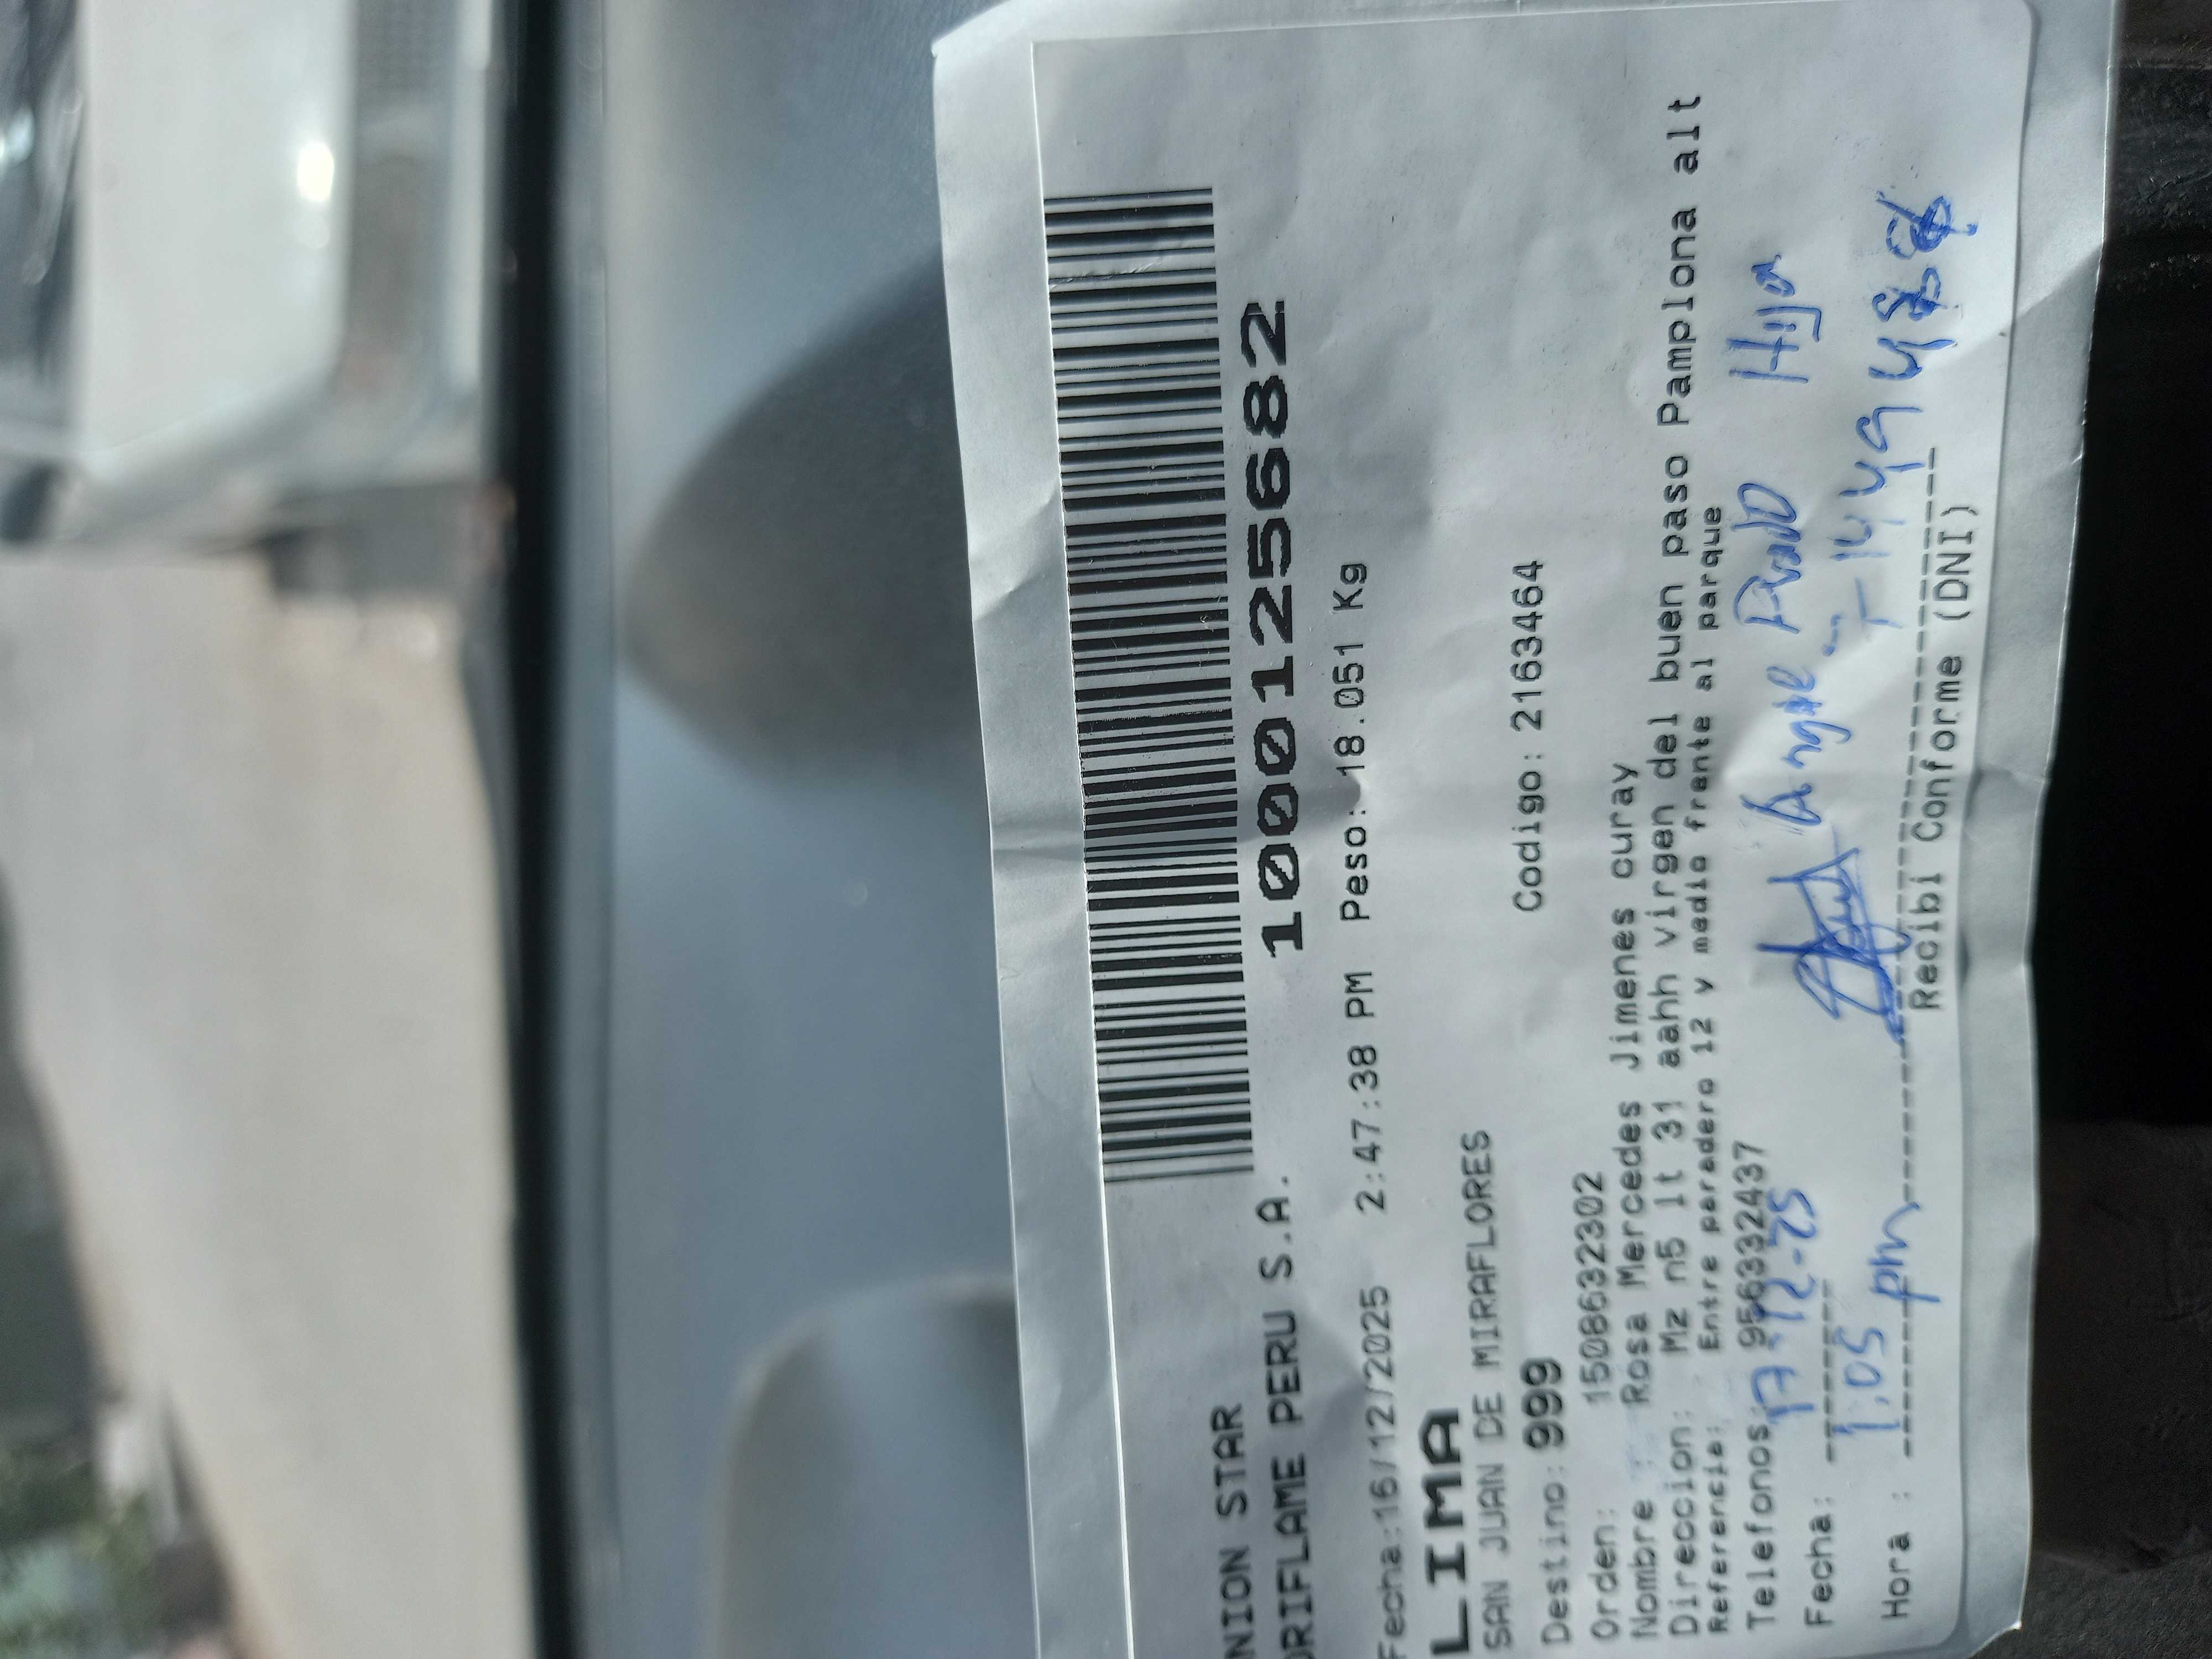 NION STAR
ORIFLAME PERU S.A. 1000125682
Fecha:16/12/2025 2:47:38 PM Peso: 18.051 Kg
LIMA
SAN JUAN DE MIRAFLORES
Destino: 999 Codigo: 2163464
Orden: 150863232302
Nombre : Rosa Mercedes Jimenes curay
Direccion: Mz n6 lt 31 aahh virgen del buen paso Pamplona alt
Referencia: Entre paradero 12 y medio frente al parque
Telefonos: 956332437
Fecha: 17-12-25
Hija
Hora : 1:05 pm
Recibi Conforme (DNI)